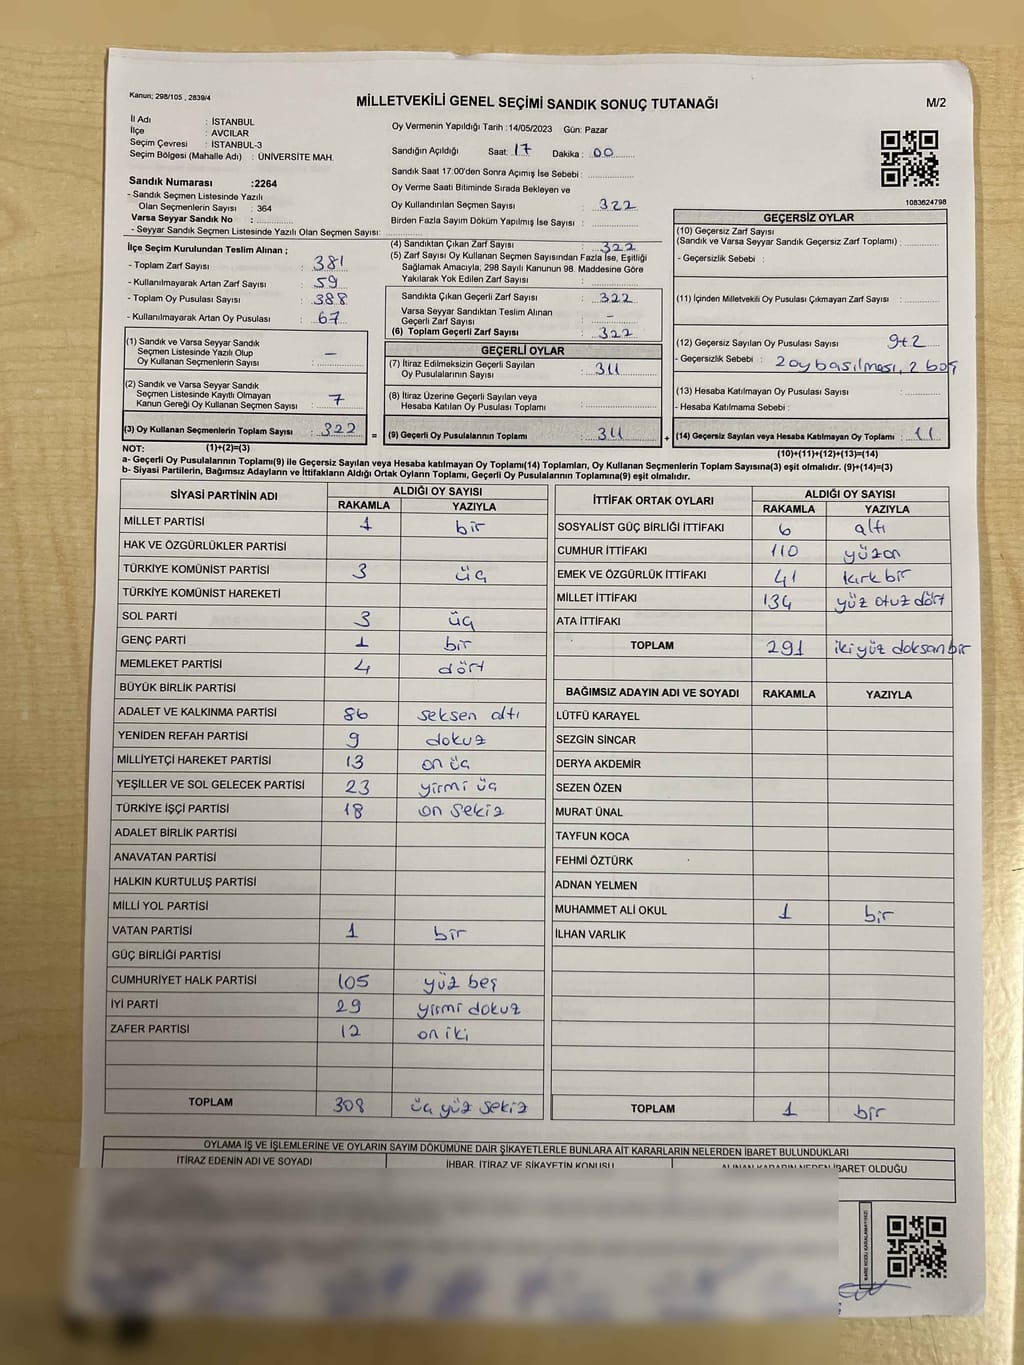 Kanun; 298/105 , 2839/4
MİLLETVEKİLİ GENEL SEÇİMİ SANDIK SONUÇ TUTANAĞI
M/2
İl Adı : İSTANBUL
İlçe : AVCILAR
Seçim Çevresi : İSTANBUL-3
Seçim Bölgesi (Mahalle Adı) : ÜNİVERSİTE MAH.
Sandık Numarası :2264
- Sandık Seçmen Listesinde Yazılı
Olan Seçmenlerin Sayısı : 364
Varsa Seyyar Sandık No :
- Seyyar Sandık Seçmen Listesinde Yazılı Olan Seçmen Sayısı:
Oy Vermenin Yapıldığı Tarih :14/05/2023 Gün: Pazar
Sandığın Açıldığı Saat: 17 Dakika : 00
Sandık Saat 17:00'den Sonra Açımış İse Sebebi :
Oy Verme Saati Bitiminde Sırada Bekleyen ve
Oy Kullandırılan Seçmen Sayısı : 322
Birden Fazla Sayım Döküm Yapılmış İse Sayısı :
1083624798
İlçe Seçim Kurulundan Teslim Alınan ;
- Toplam Zarf Sayısı : 381
- Kullanılmayarak Artan Zarf Sayısı : 59
- Toplam Oy Pusulası Sayısı : 388
- Kullanılmayarak Artan Oy Pusulası : 67
(1) Sandık ve Varsa Seyyar Sandık
Seçmen Listesinde Yazılı Olup
Oy Kullanan Seçmenlerin Sayısı : –
(2) Sandık ve Varsa Seyyar Sandık
Seçmen Listesinde Kayıtlı Olmayan
Kanun Gereği Oy Kullanan Seçmen Sayısı : 7
(3) Oy Kullanan Seçmenlerin Toplam Sayısı : 322
(4) Sandıktan Çıkan Zarf Sayısı : 322
(5) Zarf Sayısı Oy Kullanan Seçmen Sayısından Fazla İse, Eşitliği
Sağlamak Amacıyla; 298 Sayılı Kanunun 98. Maddesine Göre
Yakılarak Yok Edilen Zarf Sayısı :
Sandıkta Çıkan Geçerli Zarf Sayısı : 322
Varsa Seyyar Sandıktan Teslim Alınan
Geçerli Zarf Sayısı : –
(6) Toplam Geçerli Zarf Sayısı : 322
GEÇERLİ OYLAR
(7) İtiraz Edilmeksizin Geçerli Sayılan
Oy Pusulalarının Sayısı : 311
(8) İtiraz Üzerine Geçerli Sayılan veya
Hesaba Katılan Oy Pusulası Toplamı :
= (9) Geçerli Oy Pusulalarının Toplamı : 311
GEÇERSİZ OYLAR
(10) Geçersiz Zarf Sayısı
(Sandık ve Varsa Seyyar Sandık Geçersiz Zarf Toplamı) :
- Geçersizlik Sebebi :
(11) İçinden Milletvekili Oy Pusulası Çıkmayan Zarf Sayısı :
(12) Geçersiz Sayılan Oy Pusulası Sayısı : 9+2
- Geçersizlik Sebebi : 2 oy basılması, 2 boş
(13) Hesaba Katılmayan Oy Pusulası Sayısı :
- Hesaba Katılmama Sebebi :
+ (14) Geçersiz Sayılan veya Hesaba Katılmayan Oy Toplamı : 11
NOT: (1)+(2)=(3)
(10)+(11)+(12)+(13)=(14)
a- Geçerli Oy Pusulalarının Toplamı(9) ile Geçersiz Sayılan veya Hesaba katılmayan Oy Toplamı(14) Toplamları, Oy Kullanan Seçmenlerin Toplam Sayısına(3) eşit olmalıdır. (9)+(14)=(3)
b- Siyasi Partilerin, Bağımsız Adayların ve İttifakların Aldığı Ortak Oyların Toplamı, Geçerli Oy Pusulalarının Toplamına(9) eşit olmalıdır.
SİYASİ PARTİNİN ADI ALDIĞI OY SAYISI
RAKAMLA YAZIYLA
MİLLET PARTİSİ 1 bir
HAK VE ÖZGÜRLÜKLER PARTİSİ
TÜRKİYE KOMÜNİST PARTİSİ 3 üç
TÜRKİYE KOMÜNİST HAREKETİ
SOL PARTİ 3 üç
GENÇ PARTİ 1 bir
MEMLEKET PARTİSİ 4 dört
BÜYÜK BİRLİK PARTİSİ
ADALET VE KALKINMA PARTİSİ 86 seksen altı
YENİDEN REFAH PARTİSİ 9 dokuz
MİLLİYETÇİ HAREKET PARTİSİ 13 on üç
YEŞİLLER VE SOL GELECEK PARTİSİ 23 yirmi üç
TÜRKİYE İŞÇİ PARTİSİ 18 on sekiz
ADALET BİRLİK PARTİSİ
ANAVATAN PARTİSİ
HALKIN KURTULUŞ PARTİSİ
MİLLİ YOL PARTİSİ
VATAN PARTİSİ 1 bir
GÜÇ BİRLİĞİ PARTİSİ
CUMHURİYET HALK PARTİSİ 105 yüz beş
İYİ PARTİ 29 yirmi dokuz
ZAFER PARTİSİ 12 on iki
TOPLAM 308 üç yüz sekiz
İTTİFAK ORTAK OYLARI ALDIĞI OY SAYISI
RAKAMLA YAZIYLA
SOSYALİST GÜÇ BİRLİĞİ İTTİFAKI 6 altı
CUMHUR İTTİFAKI 110 yüzon
EMEK VE ÖZGÜRLÜK İTTİFAKI 41 kırk bir
MİLLET İTTİFAKI 134 yüz otuz dört
ATA İTTİFAKI
TOPLAM 291 iki yüz doksan bir
BAĞIMSIZ ADAYIN ADI VE SOYADI RAKAMLA YAZIYLA
LÜTFÜ KARAYEL
SEZGİN SİNCAR
DERYA AKDEMİR
SEZEN ÖZEN
MURAT ÜNAL
TAYFUN KOCA
FEHMİ ÖZTÜRK
ADNAN YELMEN
MUHAMMET ALİ OKUL 1 bir
İLHAN VARLIK
TOPLAM 1 bir
OYLAMA İŞ VE İŞLEMLERİNE VE OYLARIN SAYIM DÖKÜMÜNE DAİR ŞİKAYETLERLE BUNLARA AİT KARARLARIN NELERDEN İBARET BULUNDUKLARI
İTİRAZ EDENİN ADI VE SOYADI İHBAR, İTİRAZ VE ŞİKAYETİN KONUSU ALINAN KARARIN NEDEN İBARET OLDUĞU
KARE KODU KARALAMAYINIZ!